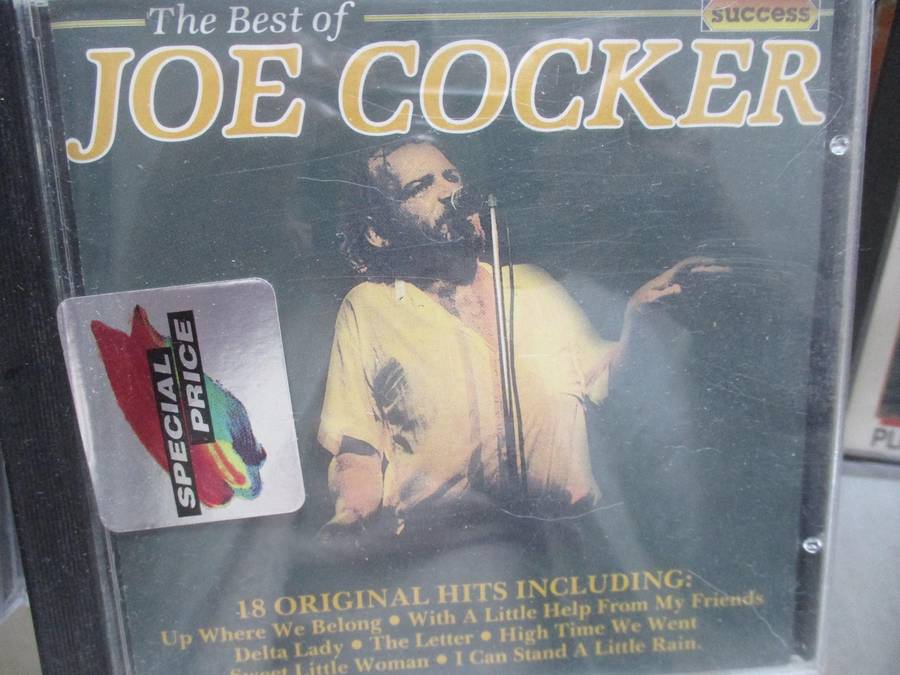 The Best of
success
JOE COCKER
SPECIAL
PRICE
18 ORIGINAL HITS INCLUDING:
Up Where We Belong • With A Little Help From My Friends
Delta Lady • The Letter • High Time We Went
Sweet Little Woman • I Can Stand A Little Rain.